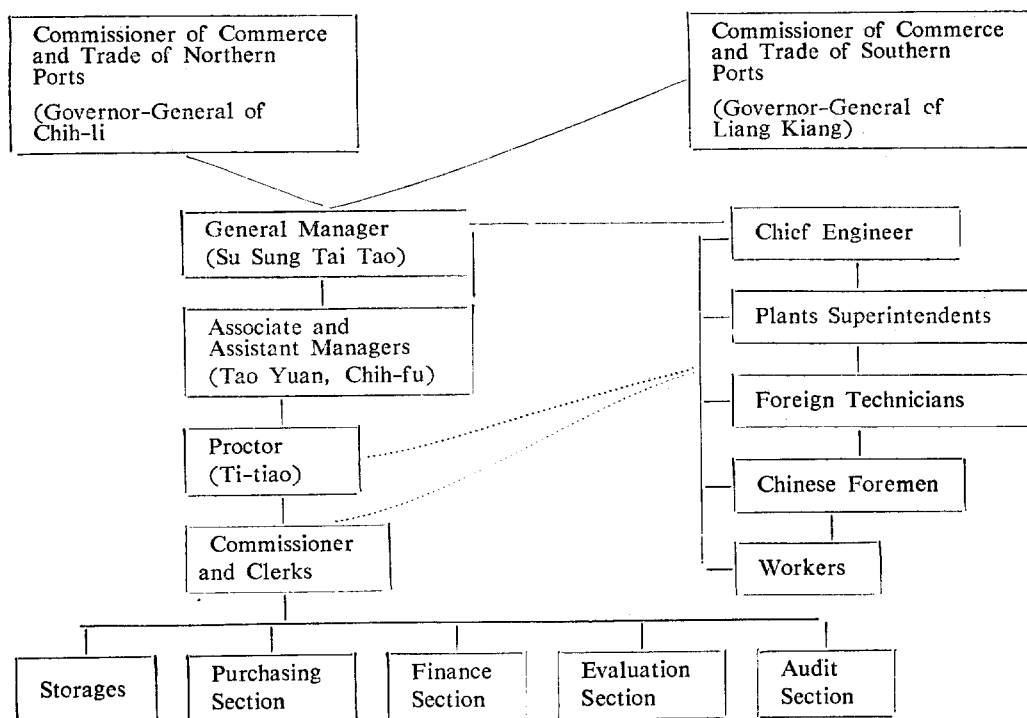 Commissioner of Commerce
and Trade of Northern
Ports
(Governor-General of
Chih-li
Commissioner of Commerce
and Trade of Southern
Ports
(Governor-General of
Liang Kiang)
General Manager
(Su Sung Tai Tao)
Chief Engineer
Associate and
Assistant Managers
(Tao Yuan, Chih-fu)
Plants Superintendents
Foreign Technicians
Proctor
(Ti-tiao)
Chinese Foremen
Commissioner
and Clerks
Workers
Storages
Purchasing
Section
Finance
Section
Evaluation
Section
Audit
Section